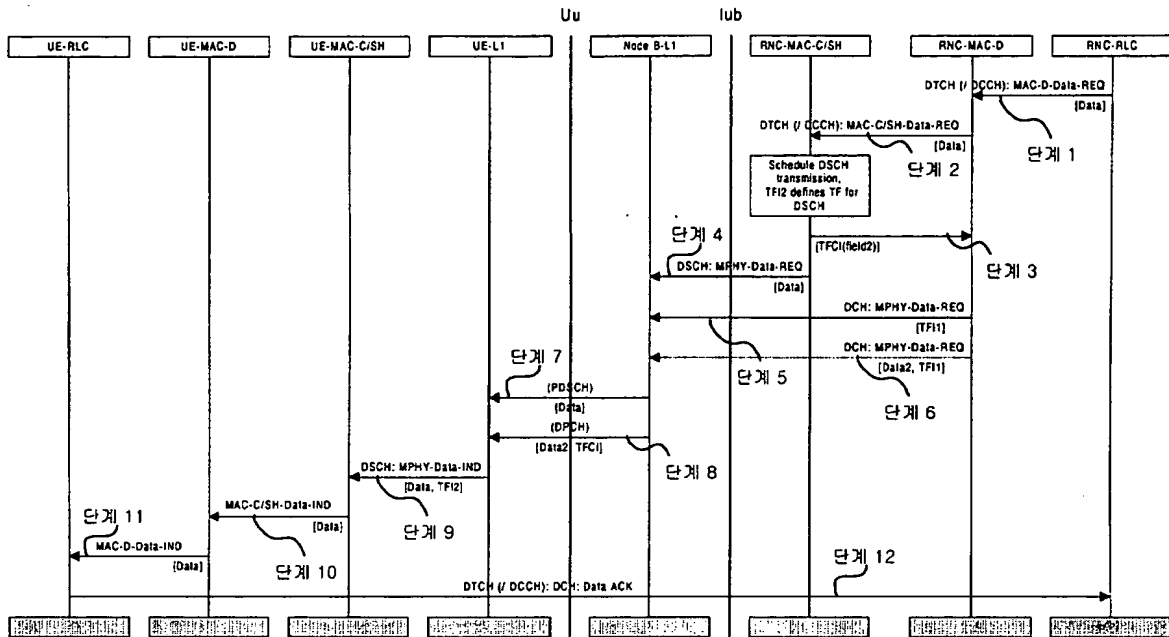 Uu
Iub
UE-RLC
UE-MAC-D
UE-MAC-C/SH
UE-L1
Node B-L1
RNC-MAC-C/SH
RNC-MAC-D
RNC-RLC
DTCH (/ DCCH): MAC-D-Data-REQ
[Data]
단계 1
DTCH (/ DCCH): MAC-C/SH-Data-REQ
[Data]
단계 2
Schedule DSCH
transmission,
TFI2 defines TF for
DSCH
[TFCI(field2)]
단계 3
단계 4
DSCH: MPHY-Data-REQ
[Data]
DCH: MPHY-Data-REQ
[TFI1]
단계 5
DCH: MPHY-Data-REQ
[Data2, TFI1]
단계 6
단계 7
(PDSCH)
[Data]
(DPCH)
[Data2, TFCI]
단계 8
DSCH: MPHY-Data-IND
[Data, TFI2]
단계 9
MAC-C/SH-Data-IND
[Data]
단계 10
단계 11
MAC-D-Data-IND
[Data]
단계 12
DTCH (/ DCCH): DCH: Data ACK